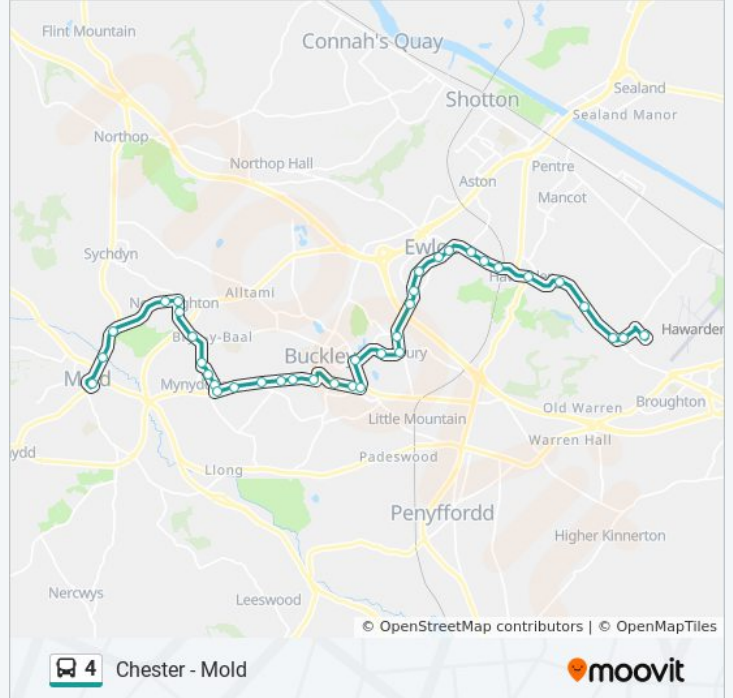 Flint Mountain
Connah's Quay
Sealand
Shotton
Sealand Manor
Northop
Northop Hall
Pentre
Aston
Mancot
Sychdyn
Alltami
Hawarden
Buckley
Mold
Mynydd
Little Mountain
Old Warren
Broughton
Warren Hall
Padeswood
Llong
Penyffordd
Higher Kinnerton
Nercwys
Leeswood
© OpenStreetMap contributors | © OpenMapTiles
4 Chester - Mold
moovit